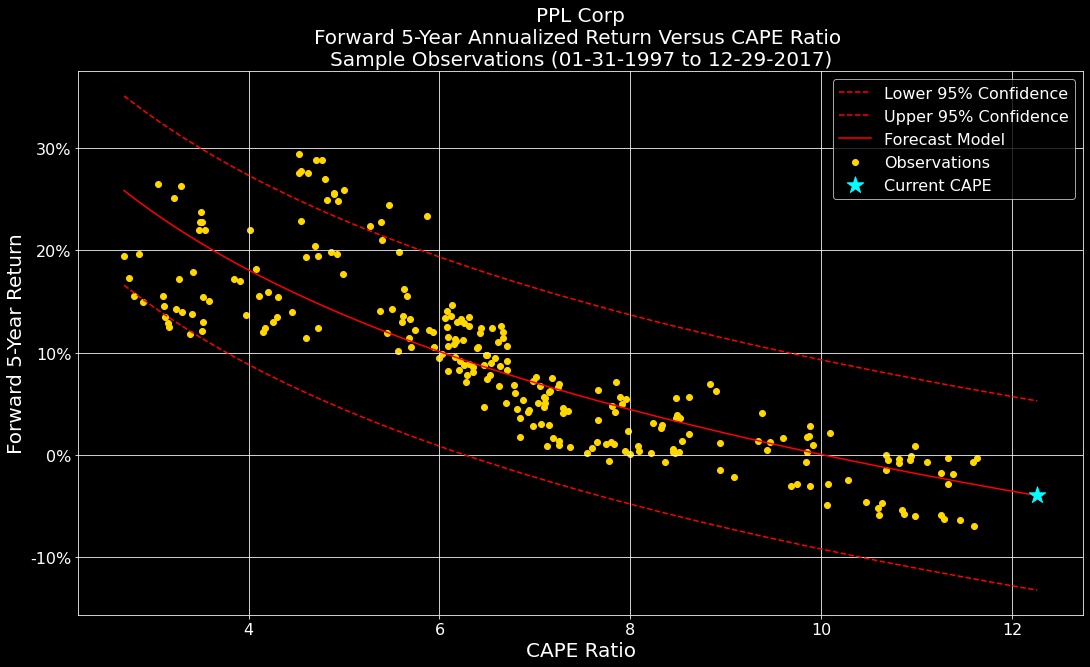 PPL Corp
Forward 5-Year Annualized Return Versus CAPE Ratio
Sample Observations (01-31-1997 to 12-29-2017)
Lower 95% Confidence
Upper 95% Confidence
Forecast Model
Observations
Current CAPE
Forward 5-Year Return
30%
20%
10%
0%
-10%
4 6 8 10 12
CAPE Ratio